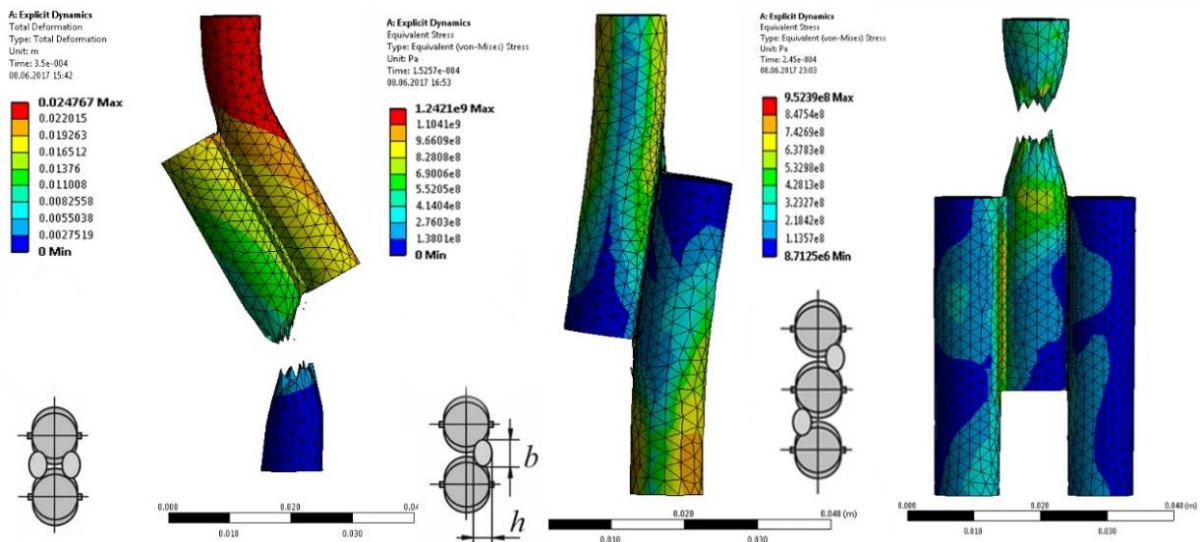 A: Explicit Dynamics
Total Deformation
Type: Total Deformation
Unit: m
Time: 3.5e-004
08.06.2017 15:42
0.024767 Max
0.022015
0.019263
0.016512
0.01376
0.011008
0.0082558
0.0055038
0.0027519
0 Min
0.000
0.020
0.010
0.030
A: Explicit Dynamics
Equivalent Stress
Type: Equivalent (von-Mises) Stress
Unit: Pa
Time: 1.5257e-004
08.06.2017 16:53
1.2421e9 Max
1.1041e9
9.6609e8
8.2808e8
6.9006e8
5.5205e8
4.1404e8
2.7603e8
1.3801e8
0 Min
b
h
0.000
0.020
0.040 (m)
0.010
0.030
A: Explicit Dynamics
Equivalent Stress
Type: Equivalent (von-Mises) Stress
Unit: Pa
Time: 2.45e-004
08.06.2017 23:03
9.5239e8 Max
8.4754e8
7.4269e8
6.3783e8
5.3298e8
4.2813e8
3.2327e8
2.1842e8
1.1357e8
8.7125e6 Min
0.000
0.020
0.040 (m)
0.010
0.030